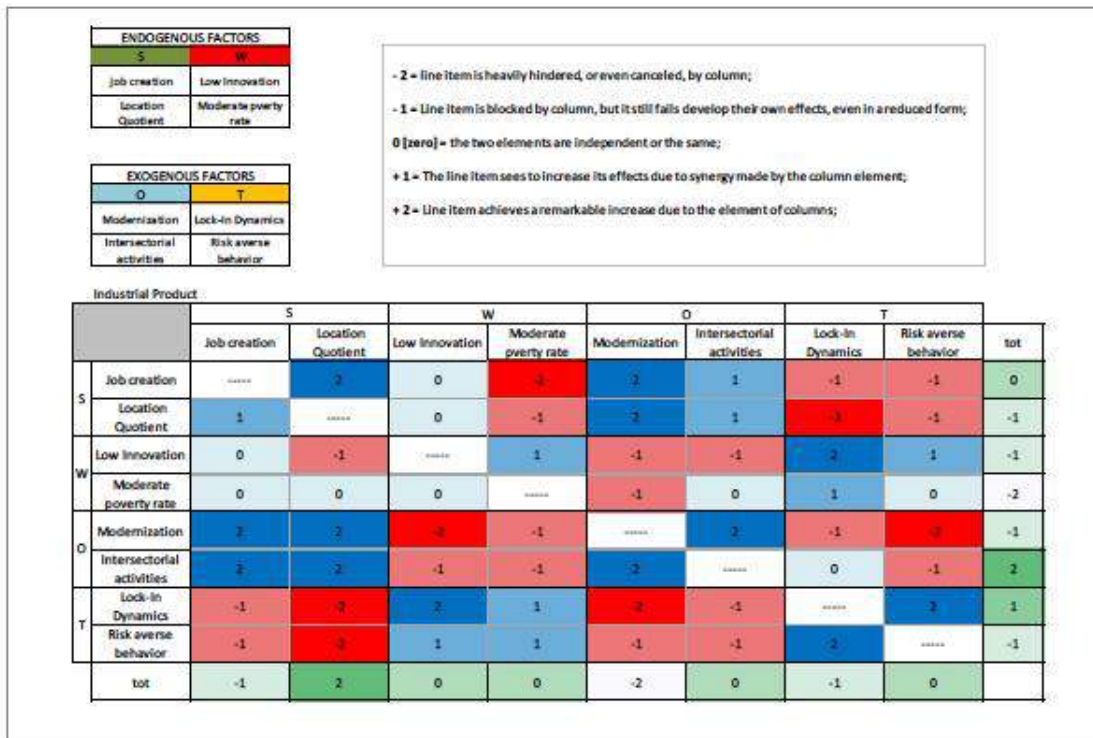 ENDOGENOUS FACTORS
S W
Job creation Low Innovation
Location Quotient Moderate pverty rate
EXOGENOUS FACTORS
O T
Modernization Lock-In Dynamics
Intersectorial activities Risk averse behavior
- 2 = line item is heavily hindered, or even canceled, by column;
- 1 = Line item is blocked by column, but it still fails develop their own effects, even in a reduced form;
0 [zero] = the two elements are independent or the same;
+ 1 = The line item sees to increase its effects due to synergy made by the column element;
+ 2 = Line item achieves a remarkable increase due to the element of columns;
Industrial Product
S W O T
Job creation Location Quotient Low Innovation Moderate pverty rate Modernization Intersectorial activities Lock-In Dynamics Risk averse behavior tot
S Job creation ----- 2 0 -2 2 1 -1 -1 0
Location Quotient 1 ----- 0 -1 2 1 -2 -1 -1
W Low Innovation 0 -1 ----- 1 -1 -1 2 1 -1
Moderate poverty rate 0 0 0 ----- -1 0 1 0 -2
O Modernization 2 2 -2 -1 ----- 2 -1 -2 -1
Intersectorial activities 2 2 -1 -1 2 ----- 0 -1 2
T Lock-In Dynamics -1 -2 2 1 -2 -1 ----- 2 1
Risk averse behavior -1 -2 1 1 -1 -1 2 ----- -1
tot -1 2 0 0 -2 0 -1 0